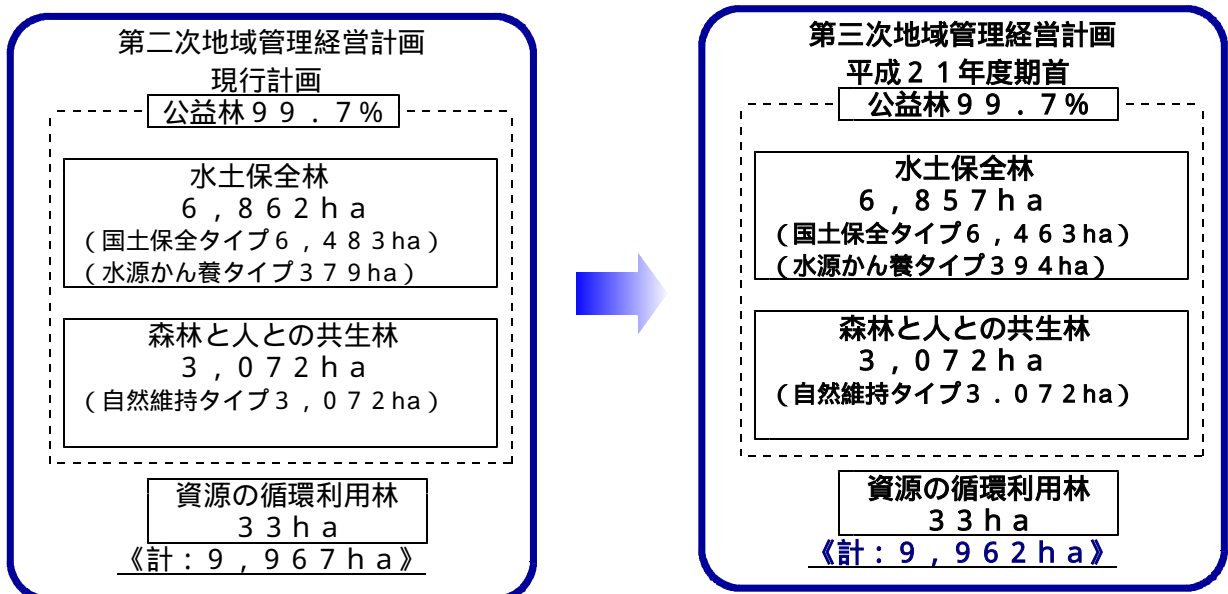 第二次地域管理経営計画
現行計画
公益林９９．７％
水土保全林
６，８６２ｈａ
（国土保全タイプ６，４８３ha）
（水源かん養タイプ３７９ha）
森林と人との共生林
３，０７２ｈａ
（自然維持タイプ３，０７２ha）
資源の循環利用林
３３ｈａ
《計：９，９６７ｈａ》
第三次地域管理経営計画
平成２１年度期首
公益林９９．７％
水土保全林
６，８５７ｈａ
（国土保全タイプ６，４６３ha）
（水源かん養タイプ３９４ha）
森林と人との共生林
３，０７２ｈａ
（自然維持タイプ３．０７２ha）
資源の循環利用林
３３ｈａ
《計：９，９６２ｈａ》